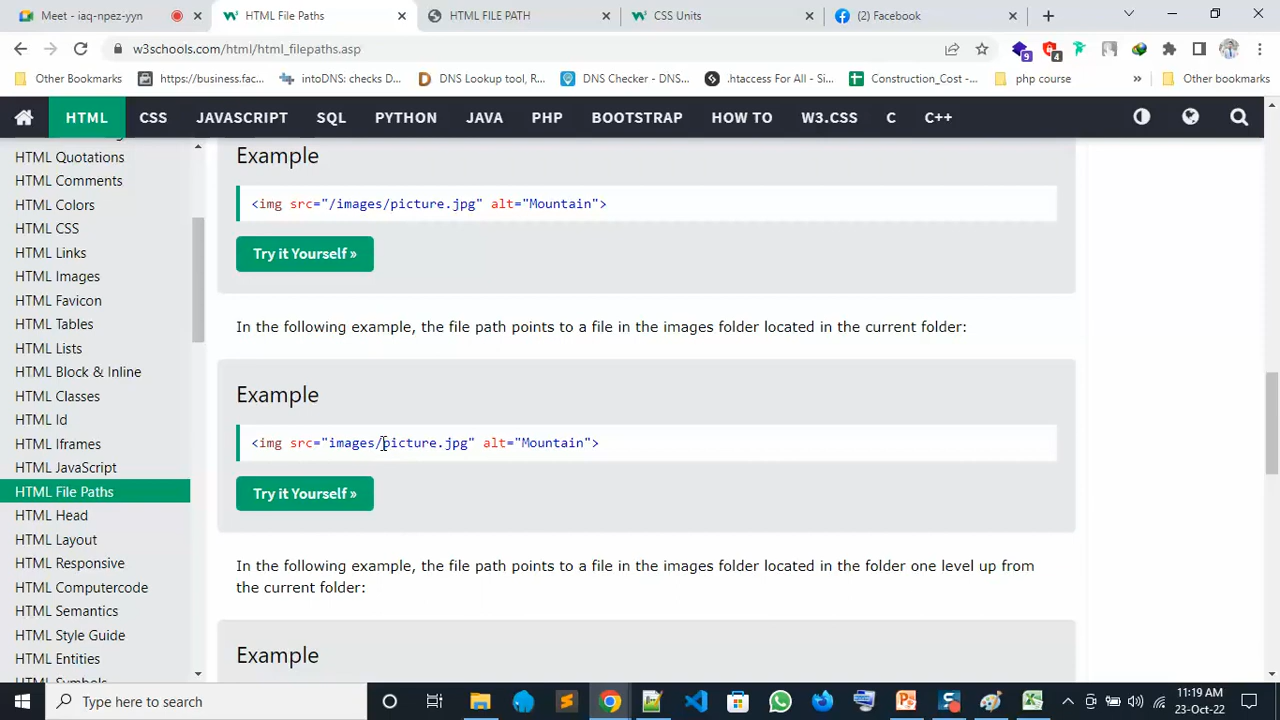 Meet - iaq-npez-yyn
HTML File Paths
HTML FILE PATH
CSS Units
(2) Facebook
w3schools.com/html/html_filepaths.asp
9
4
Other Bookmarks
https://business.fac...
intoDNS: checks D...
DNS Lookup tool, R...
DNS Checker - DNS...
.htaccess For All - Si...
Construction_Cost -...
php course
»
Other Bookmarks
HTML CSS JAVASCRIPT SQL PYTHON JAVA PHP BOOTSTRAP HOW TO W3.CSS C C++
HTML Quotations
HTML Comments
HTML Colors
HTML CSS
HTML Links
HTML Images
HTML Favicon
HTML Tables
HTML Lists
HTML Block & Inline
HTML Classes
HTML Id
HTML Iframes
HTML JavaScript
HTML File Paths
HTML Head
HTML Layout
HTML Responsive
HTML Computercode
HTML Semantics
HTML Style Guide
HTML Entities
HTML Symbols
Example
<img src="/images/picture.jpg" alt="Mountain">
Try it Yourself »
In the following example, the file path points to a file in the images folder located in the current folder:
Example
<img src="images/picture.jpg" alt="Mountain">
Try it Yourself »
In the following example, the file path points to a file in the images folder located in the folder one level up from
the current folder:
Example
Type here to search
11:19 AM
23-Oct-22